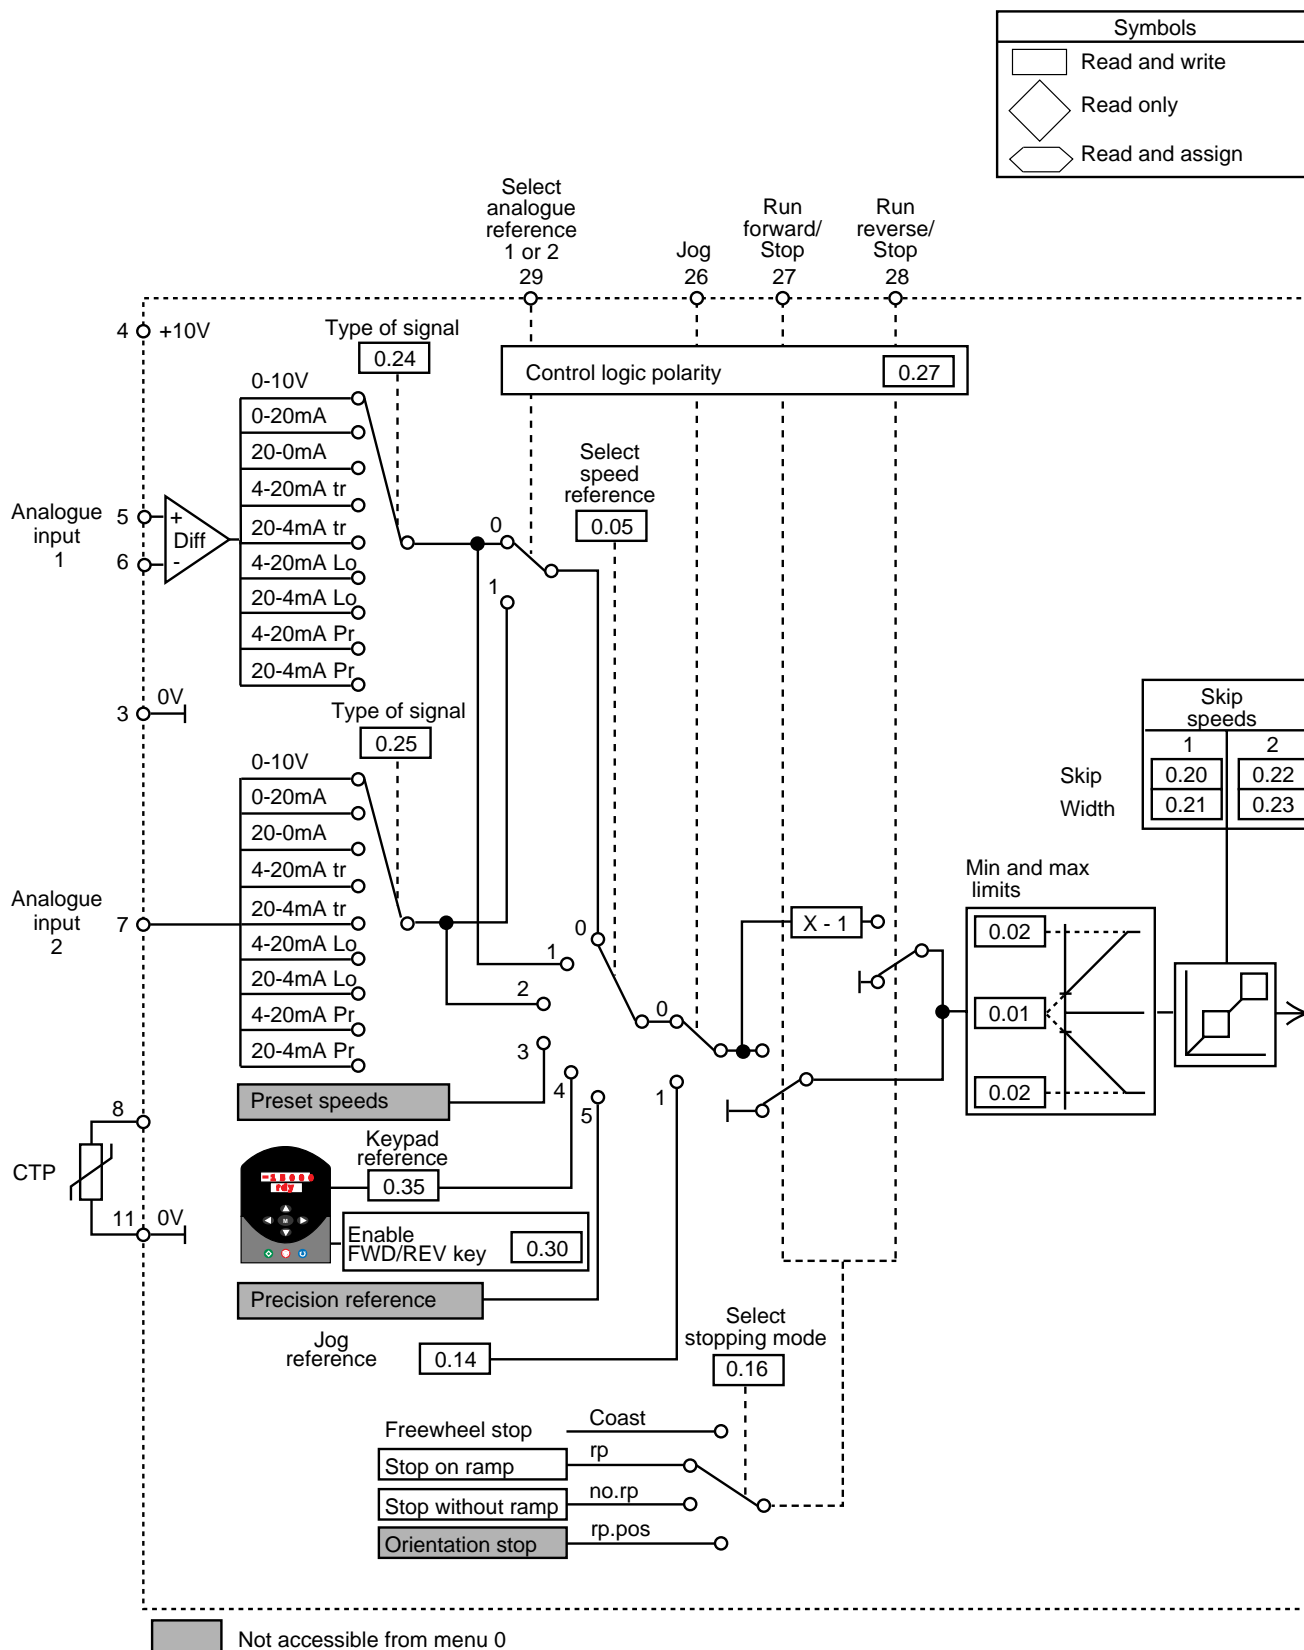 Symbols
Read and write
Read only
Read and assign
Select
analogue
reference
1 or 2
29
Jog
26
Run
forward/
Stop
27
Run
reverse/
Stop
28
4
+10V
Type of signal
0.24
Control logic polarity
0.27
0-10V
0-20mA
20-0mA
4-20mA tr
20-4mA tr
4-20mA Lo
20-4mA Lo
4-20mA Pr
20-4mA Pr
Analogue
input
1
5
6
+
Diff
-
0
1
Select
speed
reference
0.05
3
0V
Type of signal
0.25
0-10V
0-20mA
20-0mA
4-20mA tr
20-4mA tr
4-20mA Lo
20-4mA Lo
4-20mA Pr
20-4mA Pr
Analogue
input
2
7
0
1
2
3
4
5
0
1
X - 1
Skip
speeds
1
2
Skip
0.20
0.22
Width
0.21
0.23
Min and max
limits
0.02
0.01
0.02
Preset speeds
8
CTP
11
0V
Keypad
reference
0.35
-15000
rdy
M
Enable
FWD/REV key
0.30
Precision reference
Jog
reference
0.14
Select
stopping mode
0.16
Freewheel stop
Coast
Stop on ramp
rp
Stop without ramp
no.rp
Orientation stop
rp.pos
Not accessible from menu 0